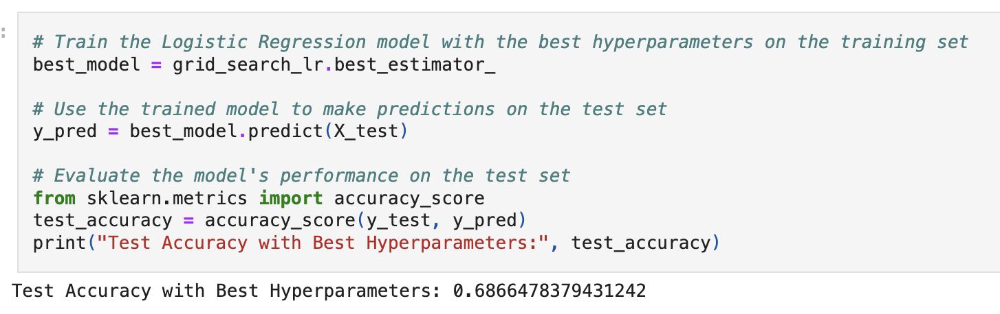 :
# Train the Logistic Regression model with the best hyperparameters on the training set
best_model = grid_search_lr.best_estimator_
# Use the trained model to make predictions on the test set
y_pred = best_model.predict(X_test)
# Evaluate the model's performance on the test set
from sklearn.metrics import accuracy_score
test_accuracy = accuracy_score(y_test, y_pred)
print("Test Accuracy with Best Hyperparameters:", test_accuracy)
Test Accuracy with Best Hyperparameters: 0.6866478379431242